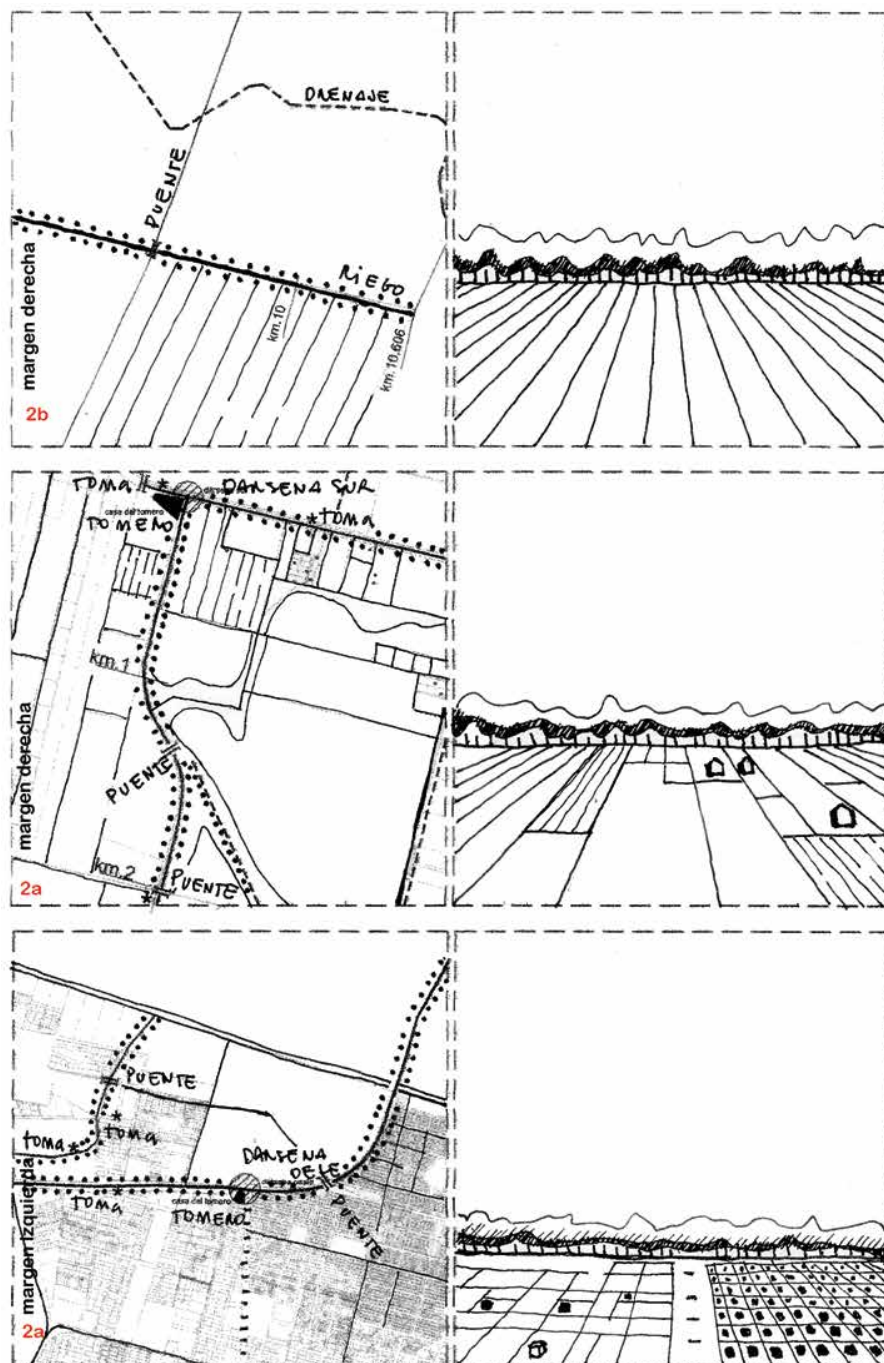 DRENAJE
PUENTE
RIEGO
km.10
km.10.606
margen derecha
2b
TOMA
*
DARSENA SUR
casa del tomero
TOMERO
*TOMA
km.1
PUENTE
km.2
PUENTE
*
margen derecha
2a
PUENTE
*
TOMA
TOMA *
DARSENA
OESTE
*
TOMA
casa del tomero
TOMERO
PUENTE
margen Izquierda
2a